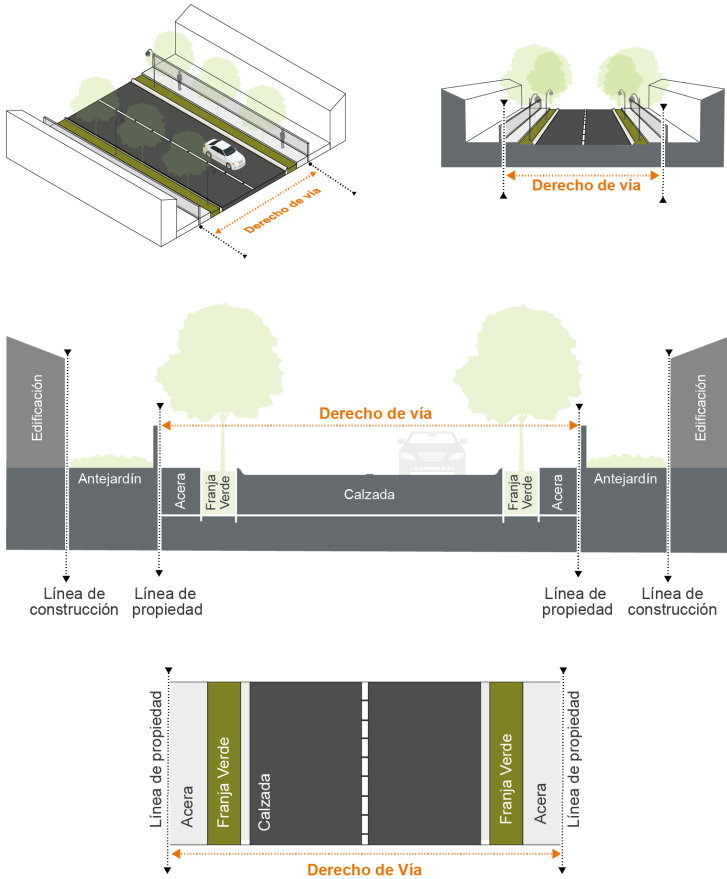 Derecho de vía
Derecho de vía
Derecho de vía
Edificación
Antejardín
Acera
Franja
Verde
Calzada
Franja
Verde
Acera
Antejardín
Edificación
Línea de
construcción
Línea de
propiedad
Línea de
propiedad
Línea de
construcción
Línea de propiedad
Acera
Franja Verde
Calzada
Franja Verde
Acera
Línea de propiedad
Derecho de Vía